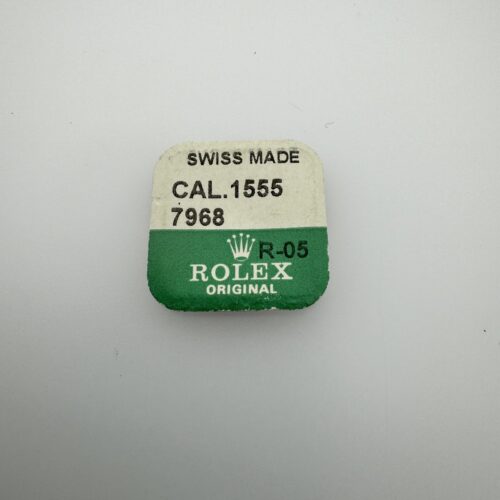 SWISS MADE
CAL.1555
7968
R-05
ROLEX
ORIGINAL